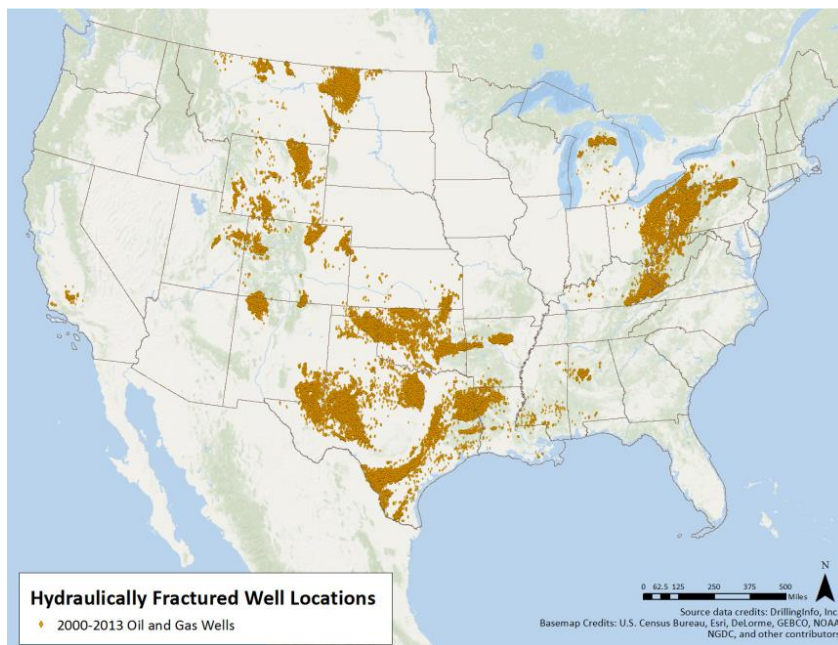 Hydraulically Fractured Well Locations
2000-2013 Oil and Gas Wells
N
0 62.5 125 250 375 500
Miles
Source data credits: DrillingInfo, Inc
Basemap Credits: U.S. Census Bureau, Esri, DeLorme, GEBCO, NOAA
NGDC, and other contributors